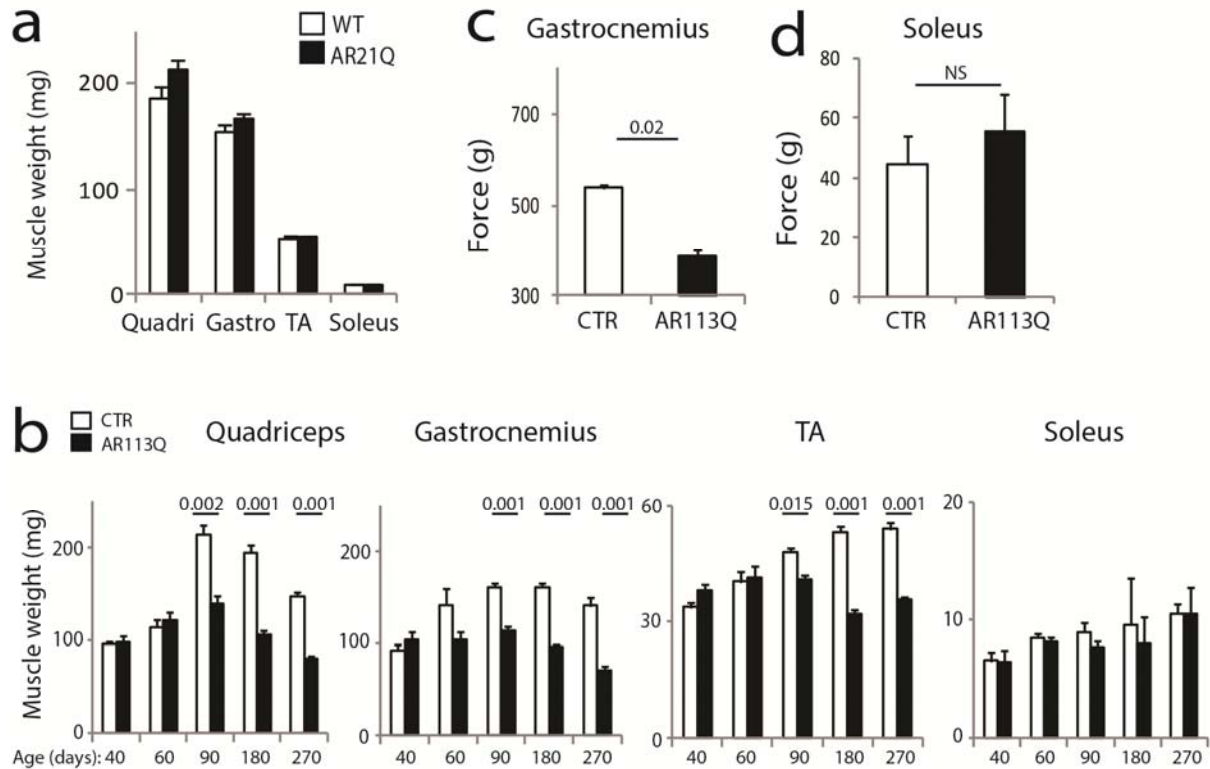 a
WT
AR21Q
Muscle weight (mg)
200
100
0
Quadri Gastro TA Soleus
c
Gastrocnemius
Force (g)
700
500
300
0.02
CTR AR113Q
d
Soleus
Force (g)
80
60
40
20
0
NS
CTR AR113Q
b
CTR
AR113Q
Quadriceps
Muscle weight (mg)
200
100
0
0.002 0.001 0.001
Age (days): 40 60 90 180 270
Gastrocnemius
200
100
0
0.001 0.001 0.001
40 60 90 180 270
TA
60
30
0
0.015 0.001 0.001
40 60 90 180 270
Soleus
20
10
0
40 60 90 180 270